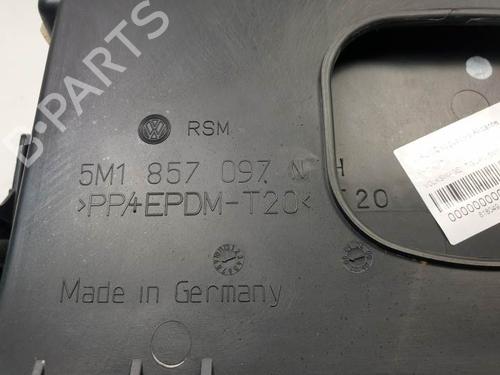 RSM
5M1 857 097 N H
>PP+EPDM-T20< T20
Made in Germany
B-PARTS